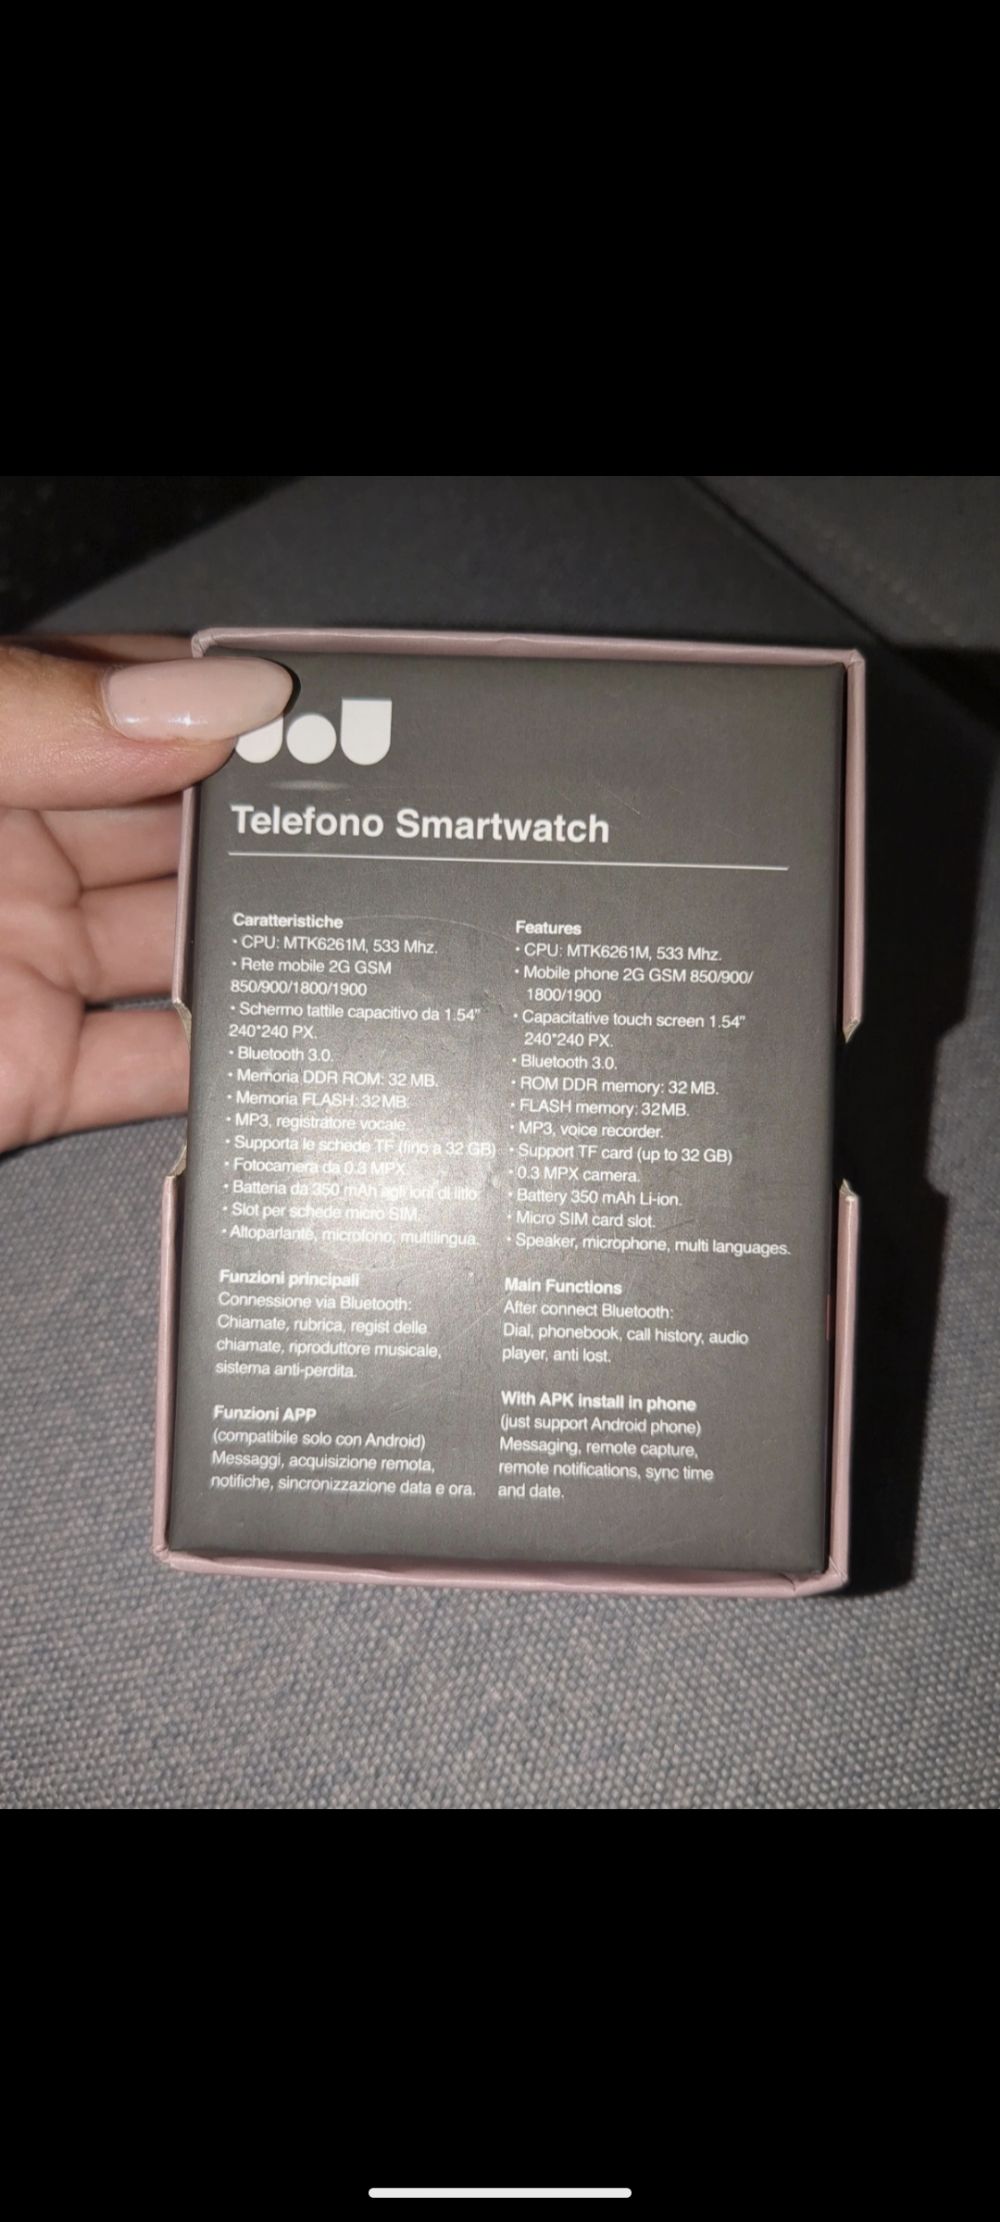 Telefono Smartwatch
Caratteristiche
• CPU: MTK6261M, 533 Mhz.
• Rete mobile 2G GSM
850/900/1800/1900
• Schermo tattile capacitivo da 1.54"
240*240 PX.
• Bluetooth 3.0.
• Memoria DDR ROM: 32 MB.
• Memoria FLASH: 32MB.
• MP3, registratore vocale.
• Supporta le schede TF (fino a 32 GB)
• Fotocamera da 0.3 MPX.
• Batteria da 350 mAh agli ioni di litio.
• Slot per schede micro SIM.
• Altoparlante, microfono, multilingua.
Funzioni principali
Connessione via Bluetooth:
Chiamate, rubrica, regist delle
chiamate, riproduttore musicale,
sistema anti-perdita.
Funzioni APP
(compatibile solo con Android)
Messaggi, acquisizione remota,
notifiche, sincronizzazione data e ora.
Features
• CPU: MTK6261M, 533 Mhz.
• Mobile phone 2G GSM 850/900/
1800/1900
• Capacitative touch screen 1.54"
240*240 PX.
• Bluetooth 3.0.
• ROM DDR memory: 32 MB.
• FLASH memory: 32MB.
• MP3, voice recorder.
• Support TF card (up to 32 GB)
• 0.3 MPX camera.
• Battery 350 mAh Li-ion.
• Micro SIM card slot.
• Speaker, microphone, multi languages.
Main Functions
After connect Bluetooth:
Dial, phonebook, call history, audio
player, anti lost.
With APK install in phone
(just support Android phone)
Messaging, remote capture,
remote notifications, sync time
and date.